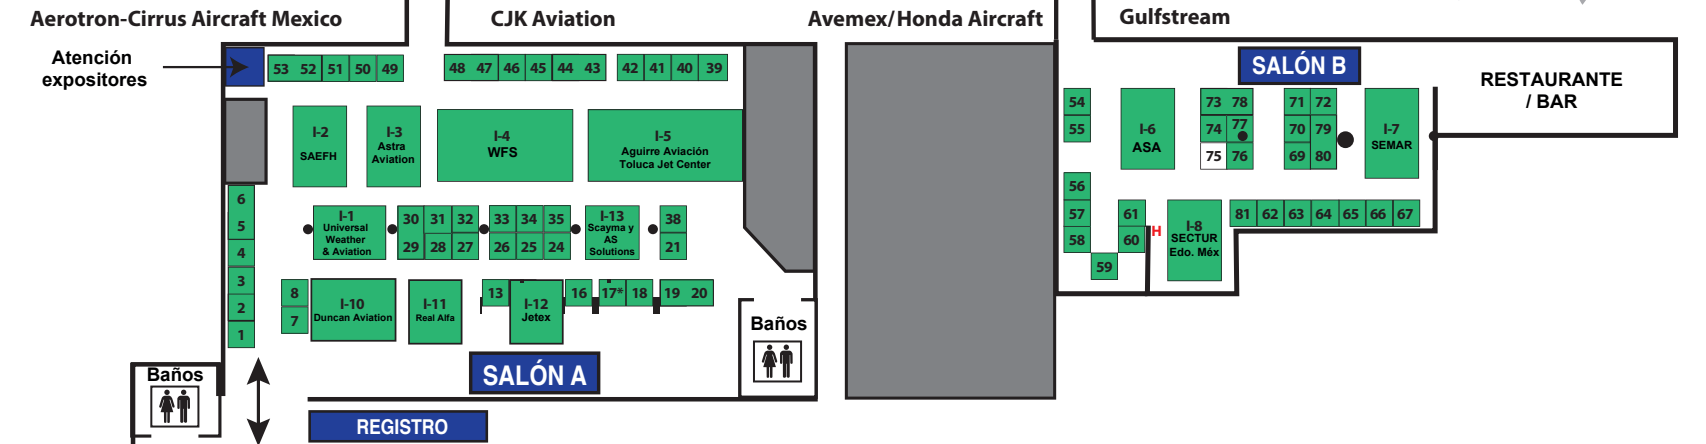 Aerotron-Cirrus Aircraft Mexico
CJK Aviation
Avemex/Honda Aircraft
Gulfstream
Atención
expositores
53 52 51 50 49
48 47 46 45 44 43
42 41 40 39
SALÓN B
RESTAURANTE
/ BAR
I-2
SAEFH
I-3
Astra
Aviation
I-4
WFS
I-5
Aguirre Aviación
Toluca Jet Center
54
55
I-6
ASA
73 78
74 77
75 76
71 72
70 79
69 80
I-7
SEMAR
6
5
4
3
2
1
I-1
Universal
Weather
& Aviation
30 31 32
29 28 27
33 34 35
26 25 24
I-13
Scayma y
AS
Solutions
38
21
56
57
58
59
61
60
H
I-8
SECTUR
Edo. Méx
81 62 63 64 65 66 67
8
7
I-10
Duncan Aviation
I-11
Real Alfa
13
I-12
Jetex
16 17* 18
19 20
Baños
SALÓN A
Baños
REGISTRO